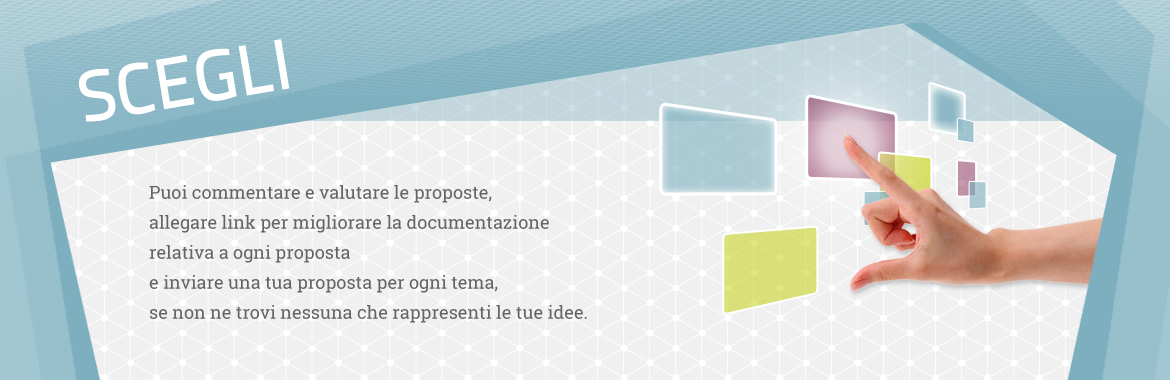 SCEGLI
Puoi commentare e valutare le proposte,
allegare link per migliorare la documentazione
relativa a ogni proposta
e inviare una tua proposta per ogni tema,
se non ne trovi nessuna che rappresenti le tue idee.